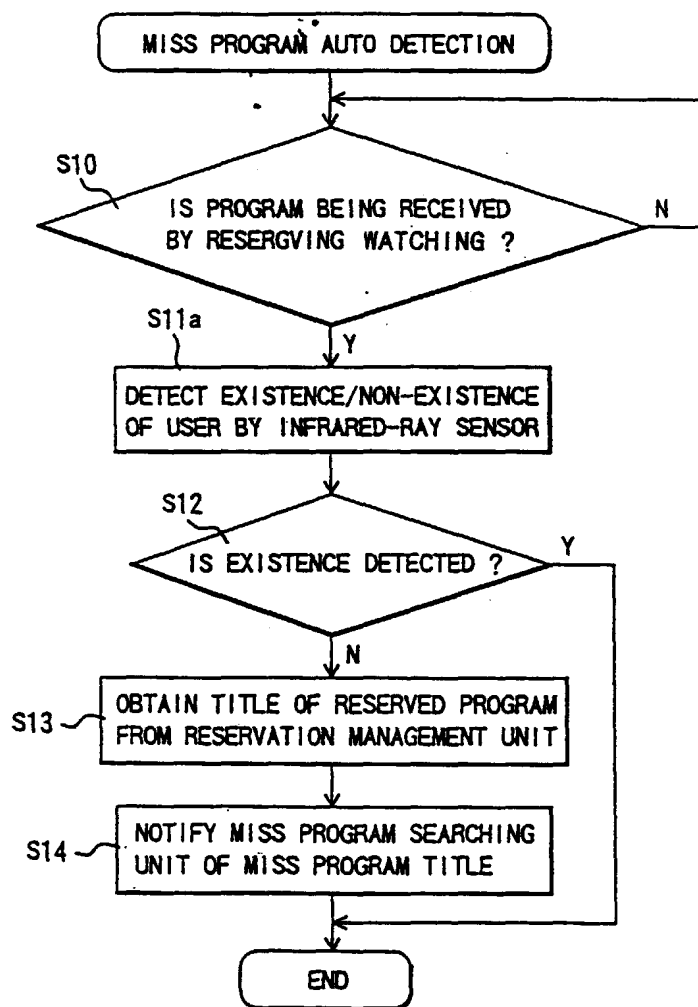 MISS PROGRAM AUTO DETECTION
S10
IS PROGRAM BEING RECEIVED
BY RESERGVING WATCHING ?
N
Y
S11a
DETECT EXISTENCE/NON-EXISTENCE
OF USER BY INFRARED-RAY SENSOR
S12
IS EXISTENCE DETECTED ?
Y
N
S13
OBTAIN TITLE OF RESERVED PROGRAM
FROM RESERVATION MANAGEMENT UNIT
S14
NOTIFY MISS PROGRAM SEARCHING
UNIT OF MISS PROGRAM TITLE
END